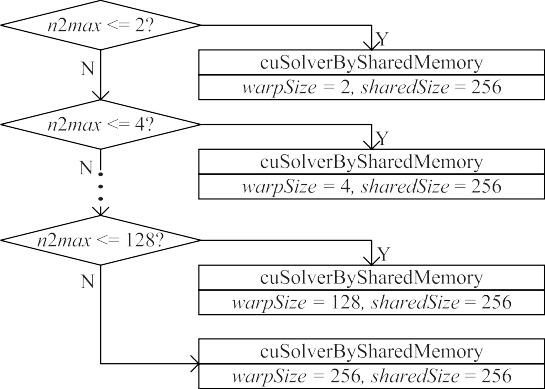 n2max <= 2?
Y
cuSolverBySharedMemory
warpSize = 2, sharedSize = 256
N
n2max <= 4?
Y
cuSolverBySharedMemory
warpSize = 4, sharedSize = 256
N
n2max <= 128?
Y
cuSolverBySharedMemory
warpSize = 128, sharedSize = 256
N
cuSolverBySharedMemory
warpSize = 256, sharedSize = 256